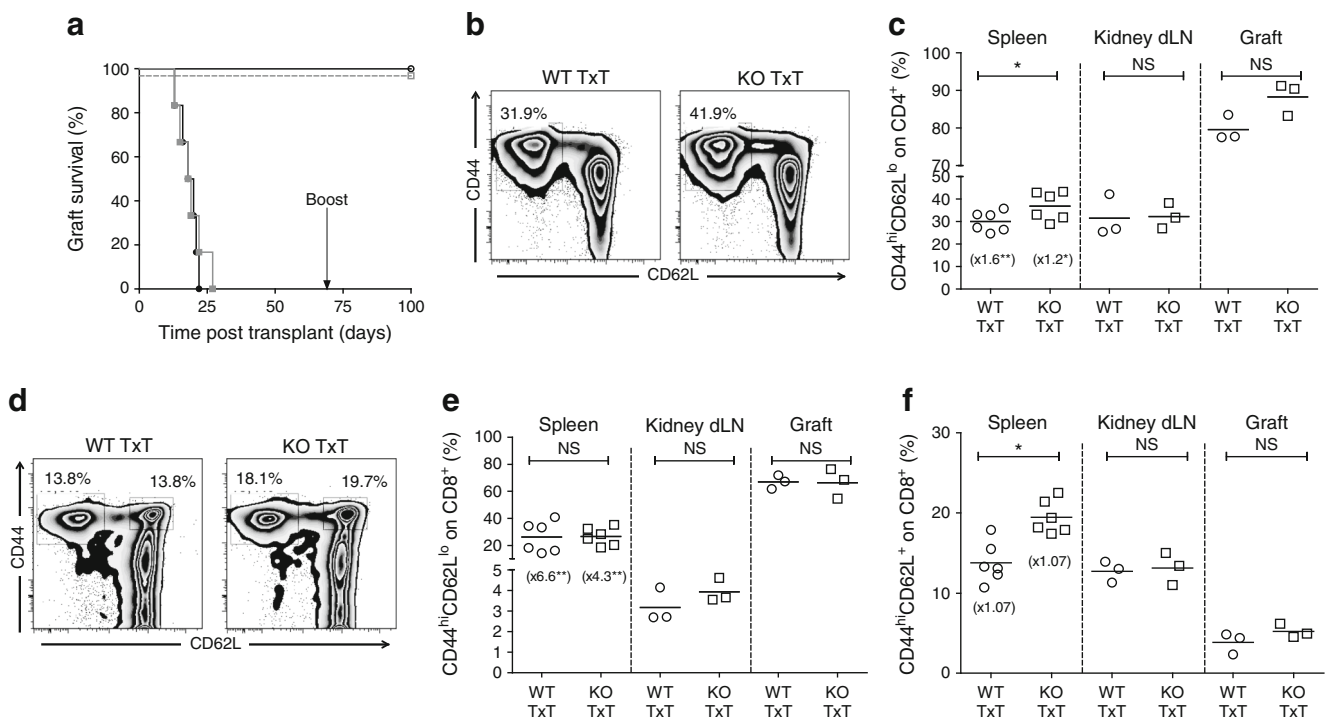 a
Graft survival (%)
100
80
60
40
20
0
Boost
0 25 50 75 100
Time post transplant (days)
b
WT TxT KO TxT
31.9% 41.9%
CD44
CD62L
c
CD44hiCD62Llo on CD4+ (%)
Spleen Kidney dLN Graft
* NS NS
100
90
80
70
50
40
30
20
10
0
(x1.6**) (x1.2*)
WT KO WT KO WT KO
TxT TxT TxT TxT TxT TxT
d
WT TxT KO TxT
13.8% 13.8% 18.1% 19.7%
CD44
CD62L
e
CD44hiCD62Llo on CD8+ (%)
Spleen Kidney dLN Graft
NS NS NS
100
80
60
40
20
5
4
3
2
1
0
(x6.6**) (x4.3**)
WT KO WT KO WT KO
TxT TxT TxT TxT TxT TxT
f
CD44hiCD62L+ on CD8+ (%)
Spleen Kidney dLN Graft
* NS NS
30
20
10
0
(x1.07)
(x1.07)
WT KO WT KO WT KO
TxT TxT TxT TxT TxT TxT